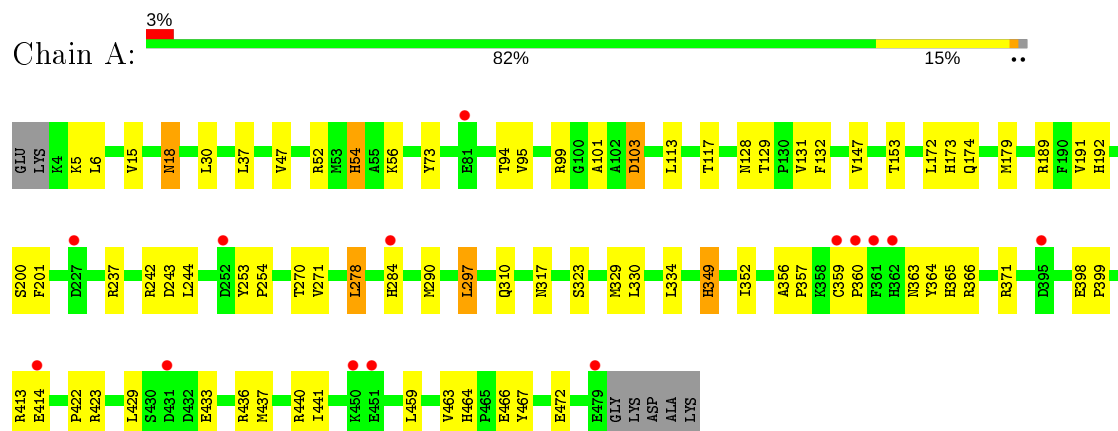 3%
Chain A:
82% 15% ••
GLU LYS K4 K5 L6 V15 N18 L30 L37 V47 R52 M53 H54 A55 K56 Y73 E81 T94 V95 R99 G100 A101 A102 D103 L113 T117 N128 T129 P130 V131 F132 V147 T153 L172 H173 Q174 M179 R189 F190 V191 H192
S200 F201 D227 R237 R242 D243 L244 D252 Y253 P254 T270 V271 L278 H284 M290 L297 Q310 N317 S323 M329 L330 L334 H349 I352 A356 P357 K358 C359 P360 F361 H362 N363 Y364 H365 R366 R371 D395 E398 P399
R413 E414 P422 R423 L429 S430 D431 D432 E433 R436 M437 R440 I441 K450 E451 L459 V463 H464 P465 E466 Y467 E472 E479 GLY LYS ASP ALA LYS